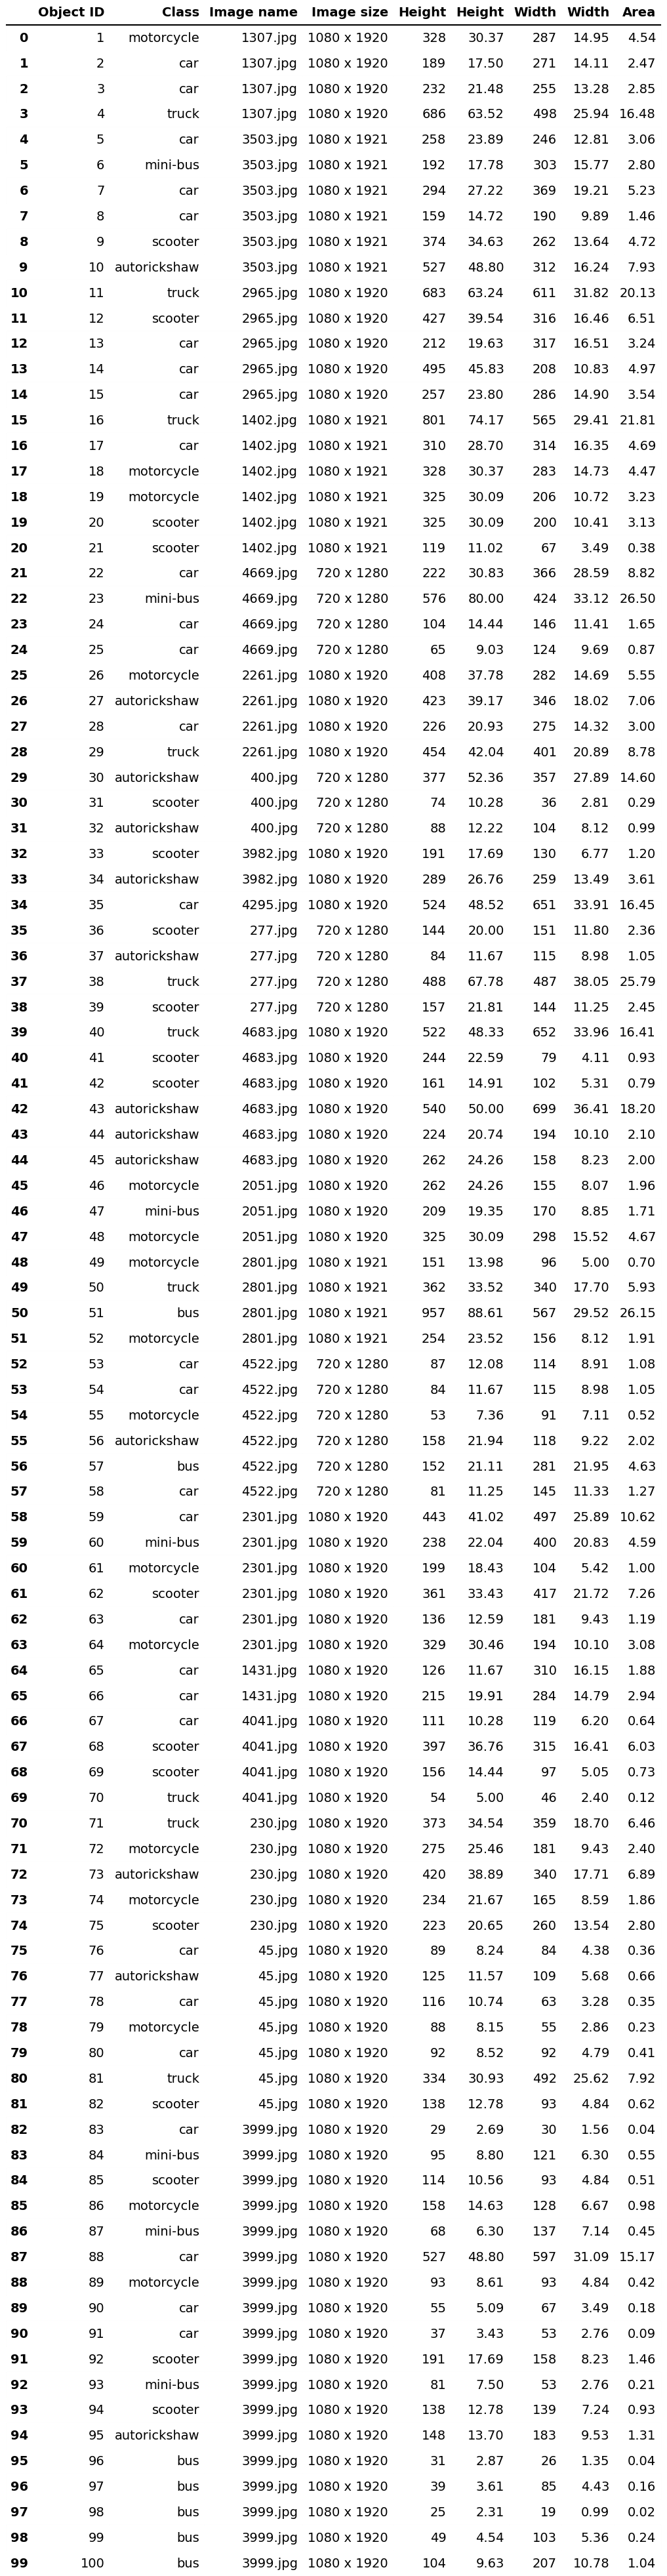 Object ID Class Image name Image size Height Height Width Width Area
0 1 motorcycle 1307.jpg 1080 x 1920 328 30.37 287 14.95 4.54
1 2 car 1307.jpg 1080 x 1920 189 17.50 271 14.11 2.47
2 3 car 1307.jpg 1080 x 1920 232 21.48 255 13.28 2.85
3 4 truck 1307.jpg 1080 x 1920 686 63.52 498 25.94 16.48
4 5 car 3503.jpg 1080 x 1921 258 23.89 246 12.81 3.06
5 6 mini-bus 3503.jpg 1080 x 1921 192 17.78 303 15.77 2.80
6 7 car 3503.jpg 1080 x 1921 294 27.22 369 19.21 5.23
7 8 car 3503.jpg 1080 x 1921 159 14.72 190 9.89 1.46
8 9 scooter 3503.jpg 1080 x 1921 374 34.63 262 13.64 4.72
9 10 autorickshaw 3503.jpg 1080 x 1921 527 48.80 312 16.24 7.93
10 11 truck 2965.jpg 1080 x 1920 683 63.24 611 31.82 20.13
11 12 scooter 2965.jpg 1080 x 1920 427 39.54 316 16.46 6.51
12 13 car 2965.jpg 1080 x 1920 212 19.63 317 16.51 3.24
13 14 car 2965.jpg 1080 x 1920 495 45.83 208 10.83 4.97
14 15 car 2965.jpg 1080 x 1920 257 23.80 286 14.90 3.54
15 16 truck 1402.jpg 1080 x 1921 801 74.17 565 29.41 21.81
16 17 car 1402.jpg 1080 x 1921 310 28.70 314 16.35 4.69
17 18 motorcycle 1402.jpg 1080 x 1921 328 30.37 283 14.73 4.47
18 19 motorcycle 1402.jpg 1080 x 1921 325 30.09 206 10.72 3.23
19 20 scooter 1402.jpg 1080 x 1921 325 30.09 200 10.41 3.13
20 21 scooter 1402.jpg 1080 x 1921 119 11.02 67 3.49 0.38
21 22 car 4669.jpg 720 x 1280 222 30.83 366 28.59 8.82
22 23 mini-bus 4669.jpg 720 x 1280 576 80.00 424 33.12 26.50
23 24 car 4669.jpg 720 x 1280 104 14.44 146 11.41 1.65
24 25 car 4669.jpg 720 x 1280 65 9.03 124 9.69 0.87
25 26 motorcycle 2261.jpg 1080 x 1920 408 37.78 282 14.69 5.55
26 27 autorickshaw 2261.jpg 1080 x 1920 423 39.17 346 18.02 7.06
27 28 car 2261.jpg 1080 x 1920 226 20.93 275 14.32 3.00
28 29 truck 2261.jpg 1080 x 1920 454 42.04 401 20.89 8.78
29 30 autorickshaw 400.jpg 720 x 1280 377 52.36 357 27.89 14.60
30 31 scooter 400.jpg 720 x 1280 74 10.28 36 2.81 0.29
31 32 autorickshaw 400.jpg 720 x 1280 88 12.22 104 8.12 0.99
32 33 scooter 3982.jpg 1080 x 1920 191 17.69 130 6.77 1.20
33 34 autorickshaw 3982.jpg 1080 x 1920 289 26.76 259 13.49 3.61
34 35 car 4295.jpg 1080 x 1920 524 48.52 651 33.91 16.45
35 36 scooter 277.jpg 720 x 1280 144 20.00 151 11.80 2.36
36 37 autorickshaw 277.jpg 720 x 1280 84 11.67 115 8.98 1.05
37 38 truck 277.jpg 720 x 1280 488 67.78 487 38.05 25.79
38 39 scooter 277.jpg 720 x 1280 157 21.81 144 11.25 2.45
39 40 truck 4683.jpg 1080 x 1920 522 48.33 652 33.96 16.41
40 41 scooter 4683.jpg 1080 x 1920 244 22.59 79 4.11 0.93
41 42 scooter 4683.jpg 1080 x 1920 161 14.91 102 5.31 0.79
42 43 autorickshaw 4683.jpg 1080 x 1920 540 50.00 699 36.41 18.20
43 44 autorickshaw 4683.jpg 1080 x 1920 224 20.74 194 10.10 2.10
44 45 autorickshaw 4683.jpg 1080 x 1920 262 24.26 158 8.23 2.00
45 46 motorcycle 2051.jpg 1080 x 1920 262 24.26 155 8.07 1.96
46 47 mini-bus 2051.jpg 1080 x 1920 209 19.35 170 8.85 1.71
47 48 motorcycle 2051.jpg 1080 x 1920 325 30.09 298 15.52 4.67
48 49 motorcycle 2801.jpg 1080 x 1921 151 13.98 96 5.00 0.70
49 50 truck 2801.jpg 1080 x 1921 362 33.52 340 17.70 5.93
50 51 bus 2801.jpg 1080 x 1921 957 88.61 567 29.52 26.15
51 52 motorcycle 2801.jpg 1080 x 1921 254 23.52 156 8.12 1.91
52 53 car 4522.jpg 720 x 1280 87 12.08 114 8.91 1.08
53 54 car 4522.jpg 720 x 1280 84 11.67 115 8.98 1.05
54 55 motorcycle 4522.jpg 720 x 1280 53 7.36 91 7.11 0.52
55 56 autorickshaw 4522.jpg 720 x 1280 158 21.94 118 9.22 2.02
56 57 bus 4522.jpg 720 x 1280 152 21.11 281 21.95 4.63
57 58 car 4522.jpg 720 x 1280 81 11.25 145 11.33 1.27
58 59 car 2301.jpg 1080 x 1920 443 41.02 497 25.89 10.62
59 60 mini-bus 2301.jpg 1080 x 1920 238 22.04 400 20.83 4.59
60 61 motorcycle 2301.jpg 1080 x 1920 199 18.43 104 5.42 1.00
61 62 scooter 2301.jpg 1080 x 1920 361 33.43 417 21.72 7.26
62 63 car 2301.jpg 1080 x 1920 136 12.59 181 9.43 1.19
63 64 motorcycle 2301.jpg 1080 x 1920 329 30.46 194 10.10 3.08
64 65 car 1431.jpg 1080 x 1920 126 11.67 310 16.15 1.88
65 66 car 1431.jpg 1080 x 1920 215 19.91 284 14.79 2.94
66 67 car 4041.jpg 1080 x 1920 111 10.28 119 6.20 0.64
67 68 scooter 4041.jpg 1080 x 1920 397 36.76 315 16.41 6.03
68 69 scooter 4041.jpg 1080 x 1920 156 14.44 97 5.05 0.73
69 70 truck 4041.jpg 1080 x 1920 54 5.00 46 2.40 0.12
70 71 truck 230.jpg 1080 x 1920 373 34.54 359 18.70 6.46
71 72 motorcycle 230.jpg 1080 x 1920 275 25.46 181 9.43 2.40
72 73 autorickshaw 230.jpg 1080 x 1920 420 38.89 340 17.71 6.89
73 74 motorcycle 230.jpg 1080 x 1920 234 21.67 165 8.59 1.86
74 75 scooter 230.jpg 1080 x 1920 223 20.65 260 13.54 2.80
75 76 car 45.jpg 1080 x 1920 89 8.24 84 4.38 0.36
76 77 autorickshaw 45.jpg 1080 x 1920 125 11.57 109 5.68 0.66
77 78 car 45.jpg 1080 x 1920 116 10.74 63 3.28 0.35
78 79 motorcycle 45.jpg 1080 x 1920 88 8.15 55 2.86 0.23
79 80 car 45.jpg 1080 x 1920 92 8.52 92 4.79 0.41
80 81 truck 45.jpg 1080 x 1920 334 30.93 492 25.62 7.92
81 82 scooter 45.jpg 1080 x 1920 138 12.78 93 4.84 0.62
82 83 car 3999.jpg 1080 x 1920 29 2.69 30 1.56 0.04
83 84 mini-bus 3999.jpg 1080 x 1920 95 8.80 121 6.30 0.55
84 85 scooter 3999.jpg 1080 x 1920 114 10.56 93 4.84 0.51
85 86 motorcycle 3999.jpg 1080 x 1920 158 14.63 128 6.67 0.98
86 87 mini-bus 3999.jpg 1080 x 1920 68 6.30 137 7.14 0.45
87 88 car 3999.jpg 1080 x 1920 527 48.80 597 31.09 15.17
88 89 motorcycle 3999.jpg 1080 x 1920 93 8.61 93 4.84 0.42
89 90 car 3999.jpg 1080 x 1920 55 5.09 67 3.49 0.18
90 91 car 3999.jpg 1080 x 1920 37 3.43 53 2.76 0.09
91 92 scooter 3999.jpg 1080 x 1920 191 17.69 158 8.23 1.46
92 93 mini-bus 3999.jpg 1080 x 1920 81 7.50 53 2.76 0.21
93 94 scooter 3999.jpg 1080 x 1920 138 12.78 139 7.24 0.93
94 95 autorickshaw 3999.jpg 1080 x 1920 148 13.70 183 9.53 1.31
95 96 bus 3999.jpg 1080 x 1920 31 2.87 26 1.35 0.04
96 97 bus 3999.jpg 1080 x 1920 39 3.61 85 4.43 0.16
97 98 bus 3999.jpg 1080 x 1920 25 2.31 19 0.99 0.02
98 99 bus 3999.jpg 1080 x 1920 49 4.54 103 5.36 0.24
99 100 bus 3999.jpg 1080 x 1920 104 9.63 207 10.78 1.04